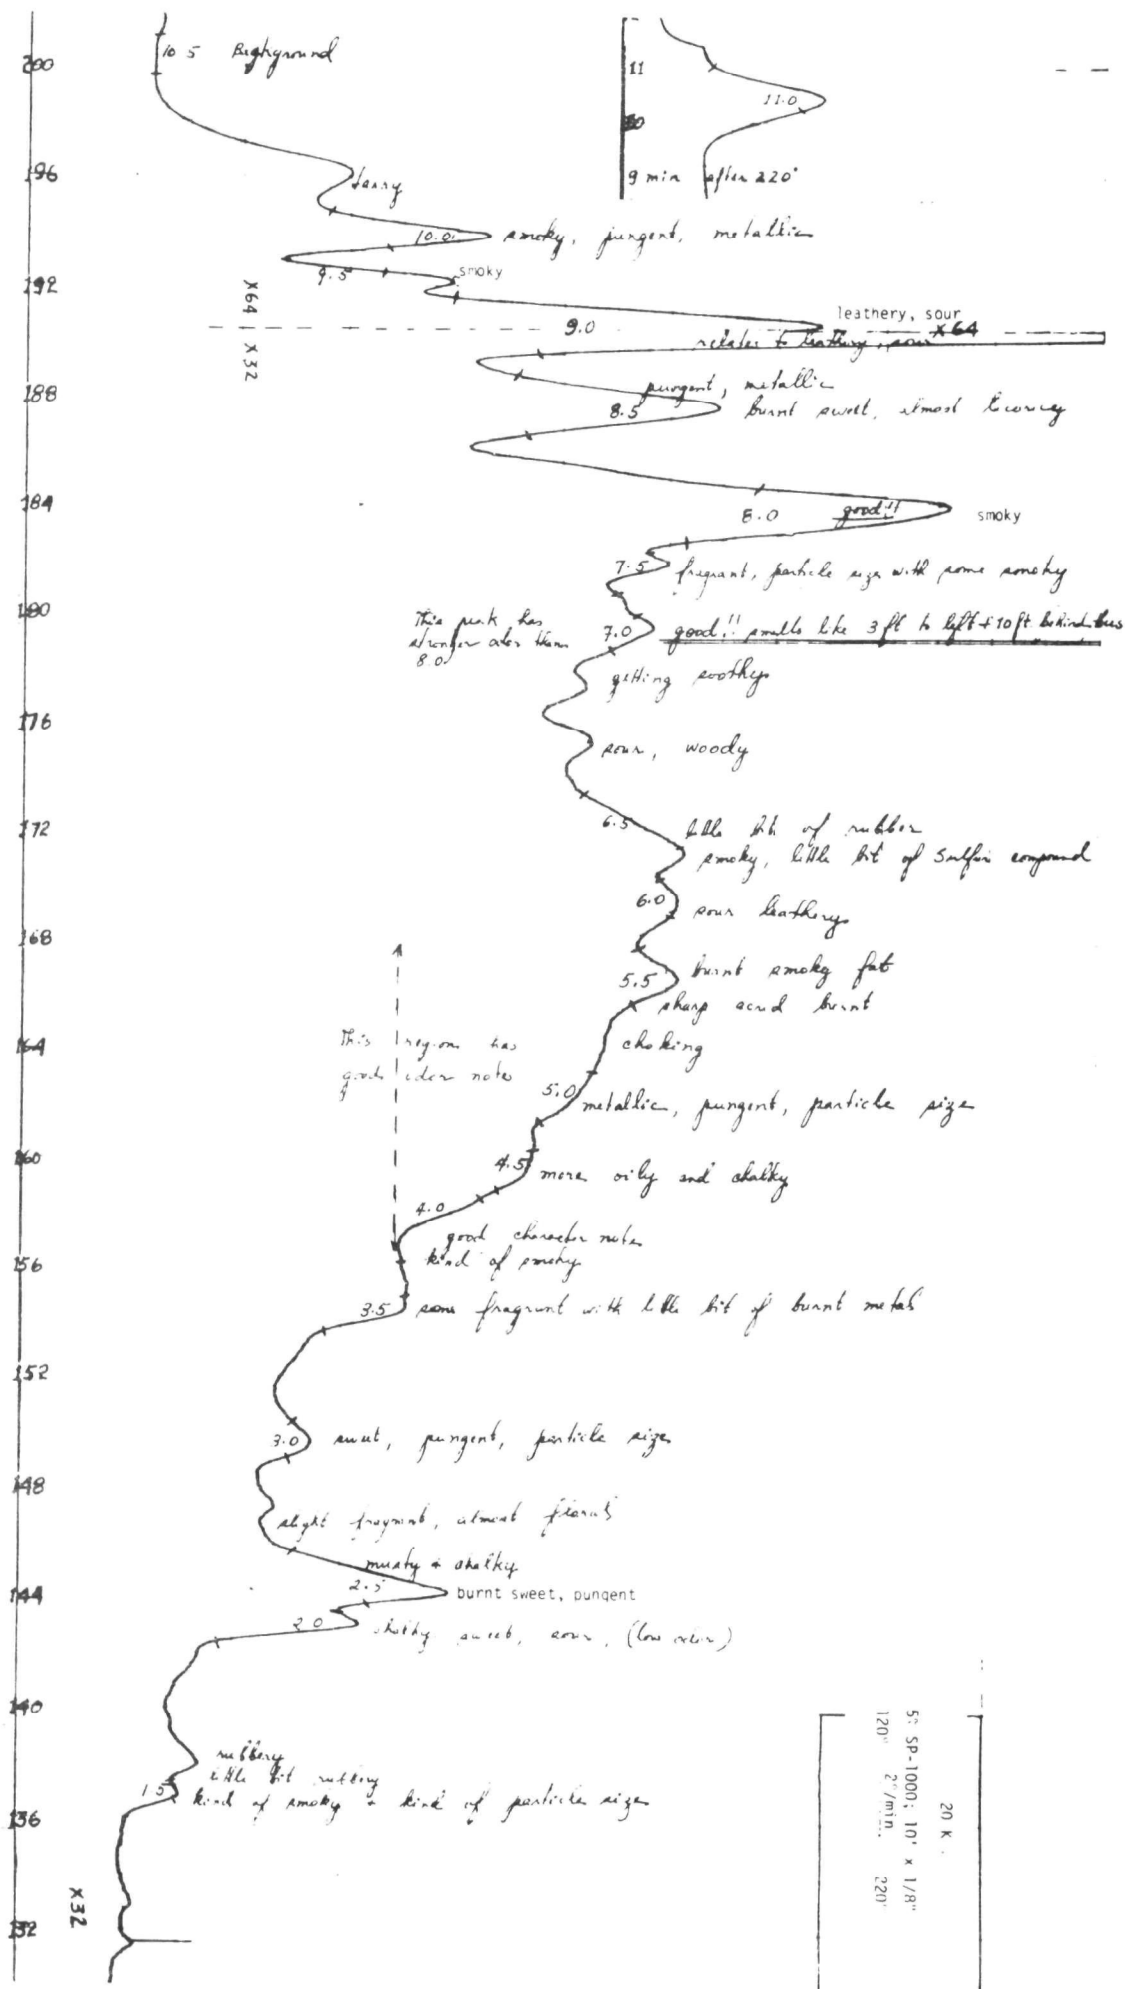 10.5 Background
200
11
11.0
10
9 min after 220°
196
tarry
10.0 smoky, pungent, metallic
9.5 smoky
192
X64
leathery, sour
9.0
X64
relates to leathery, sour
X32
188
pungent, metallic
8.5 burnt sweet,
184
8.0 good!! smoky
7.5 fragrant, particle size with some smoky
180
This peak has
stronger odor than
8.0
7.0 good!! smells like 3 ft to left + 10 ft behind bus
getting
176
sour, woody
172
6.5
little bit of rubber
smoky, little bit of Sulfur compound
6.0 sour leathery
168
5.5 burnt smoky fat
sharp acrid burnt
164
choking
This region has
good odor notes
5.0
metallic, pungent, particle size
160
4.5 more oily and chalky
4.0
good character notes
156
kind of smoky
3.5 some fragrant with little bit of burnt metal
152
3.0 sweet, pungent, particle size
148
slight fragrant, almost
musty + chalky
144
2.5 burnt sweet, pungent
2.0 sweet, sour, (low odor)
140
rubbery
little bit rubbery
1.5 kind of smoky + kind of particle size
136
X32
132
20 K
SP-1000; 10' x 1/8"
120° 2°/min 220°